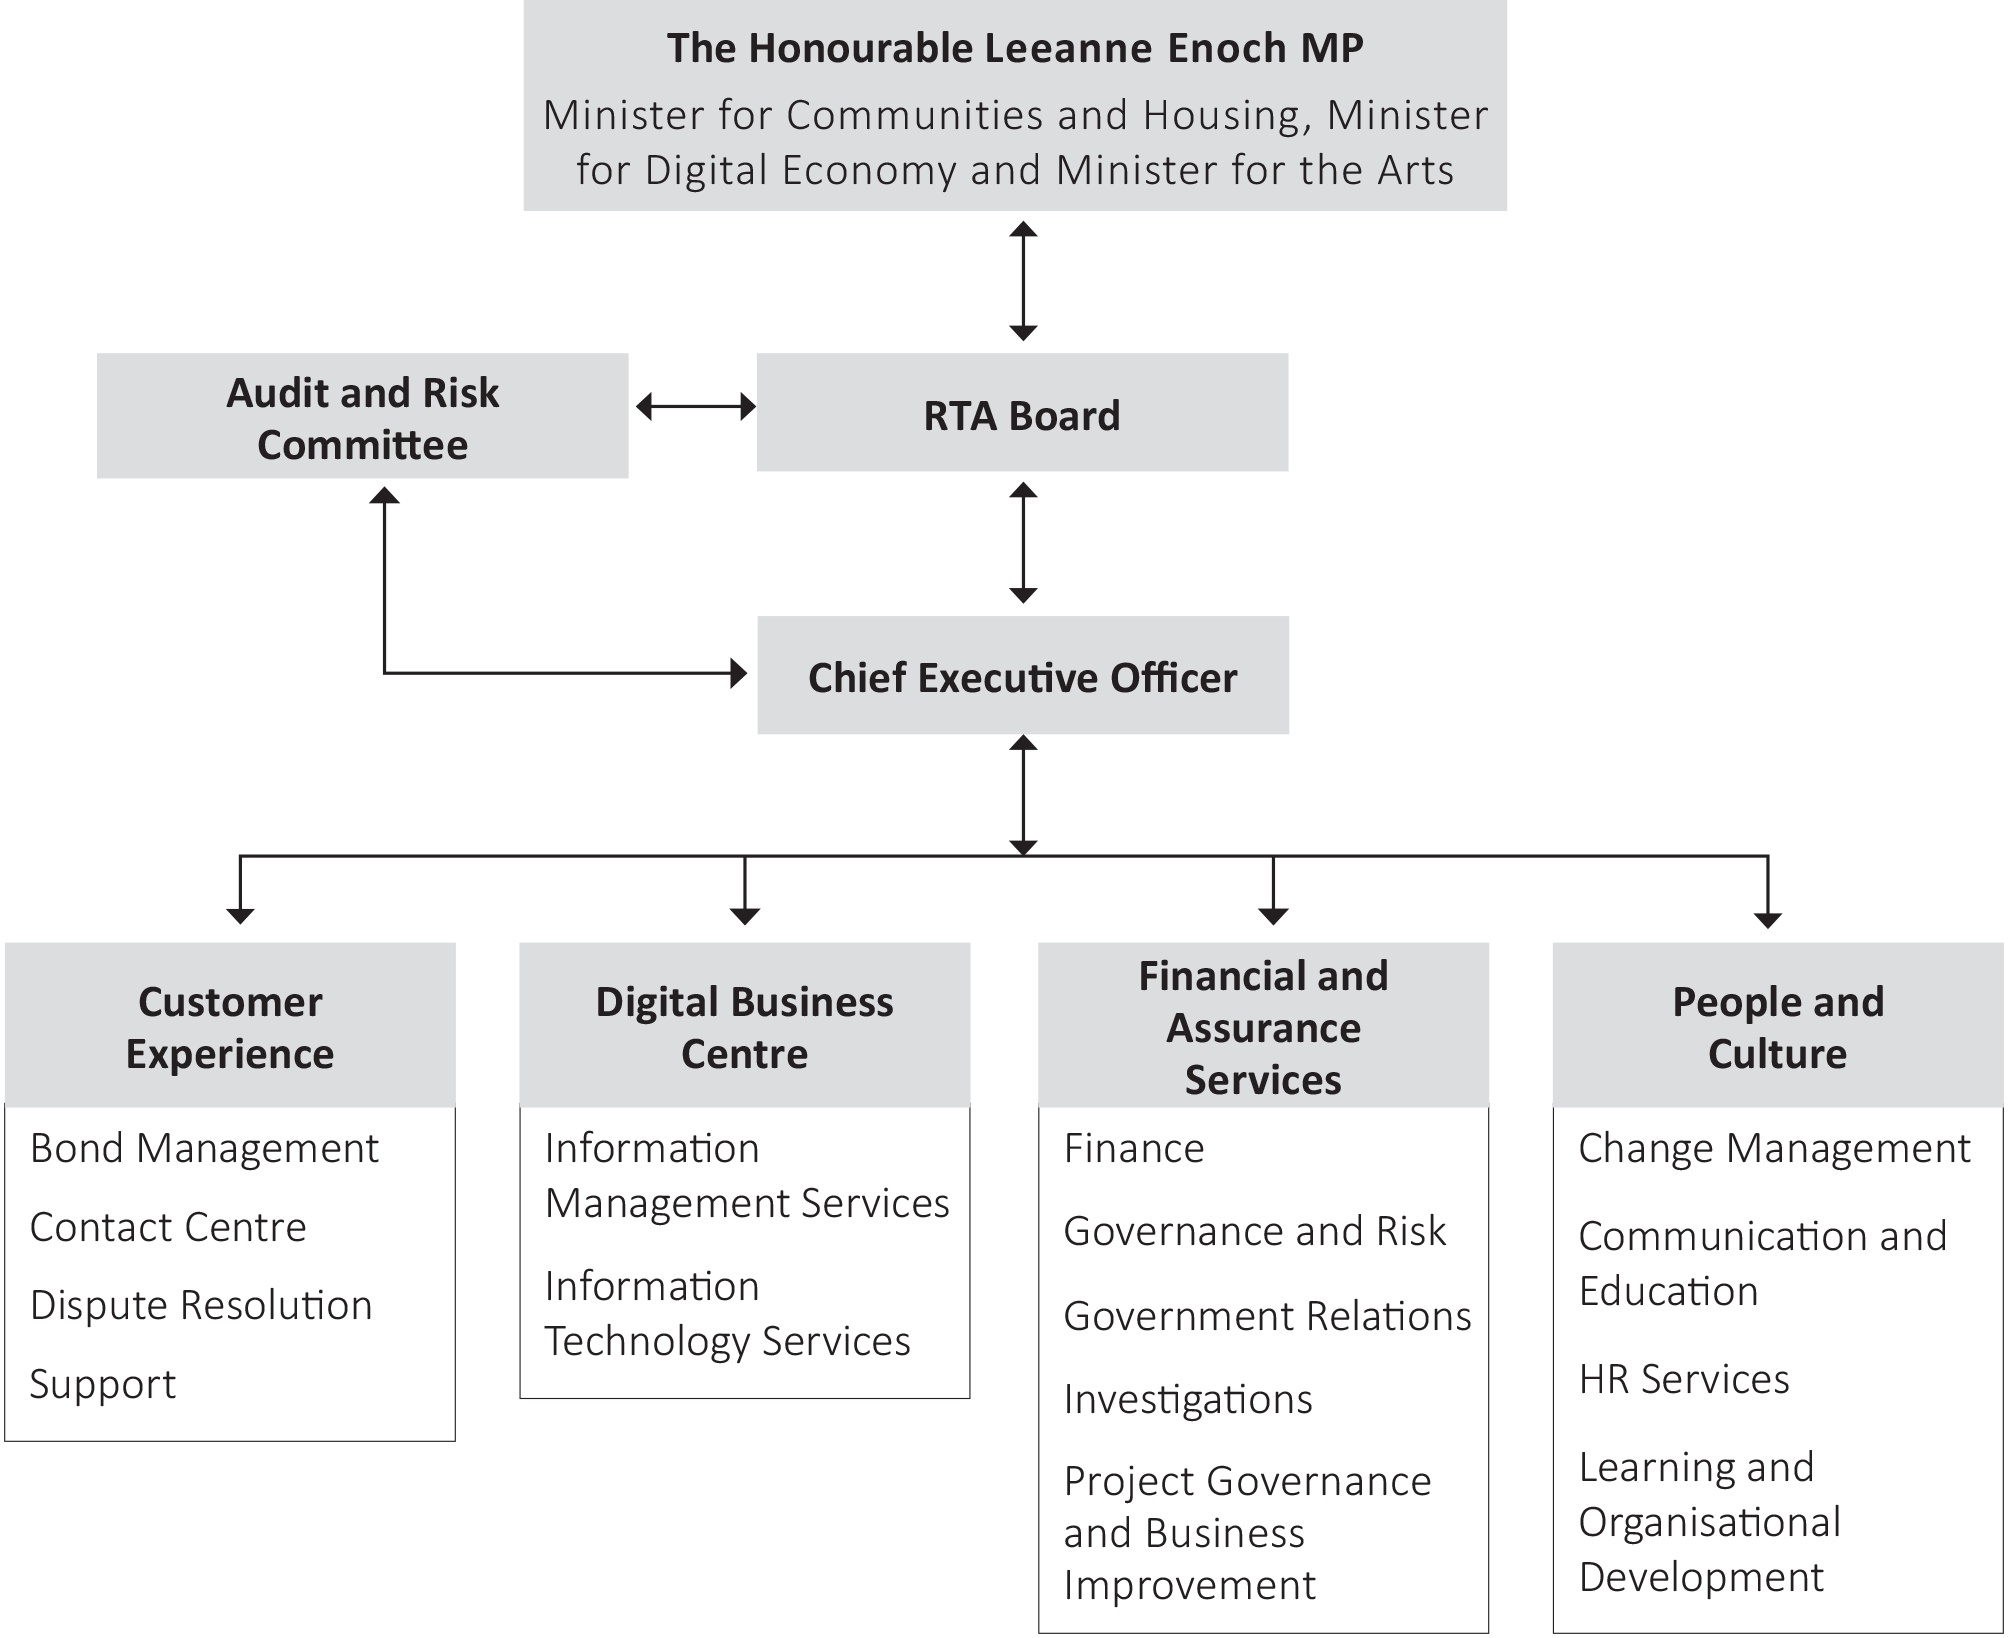 The Honourable Leeanne Enoch MP
Minister for Communities and Housing, Minister
for Digital Economy and Minister for the Arts
Audit and Risk
Committee
RTA Board
Chief Executive Officer
Customer
Experience
Bond Management
Contact Centre
Dispute Resolution
Support
Digital Business
Centre
Information
Management Services
Information
Technology Services
Financial and
Assurance
Services
Finance
Governance and Risk
Government Relations
Investigations
Project Governance
and Business
Improvement
People and
Culture
Change Management
Communication and
Education
HR Services
Learning and
Organisational
Development